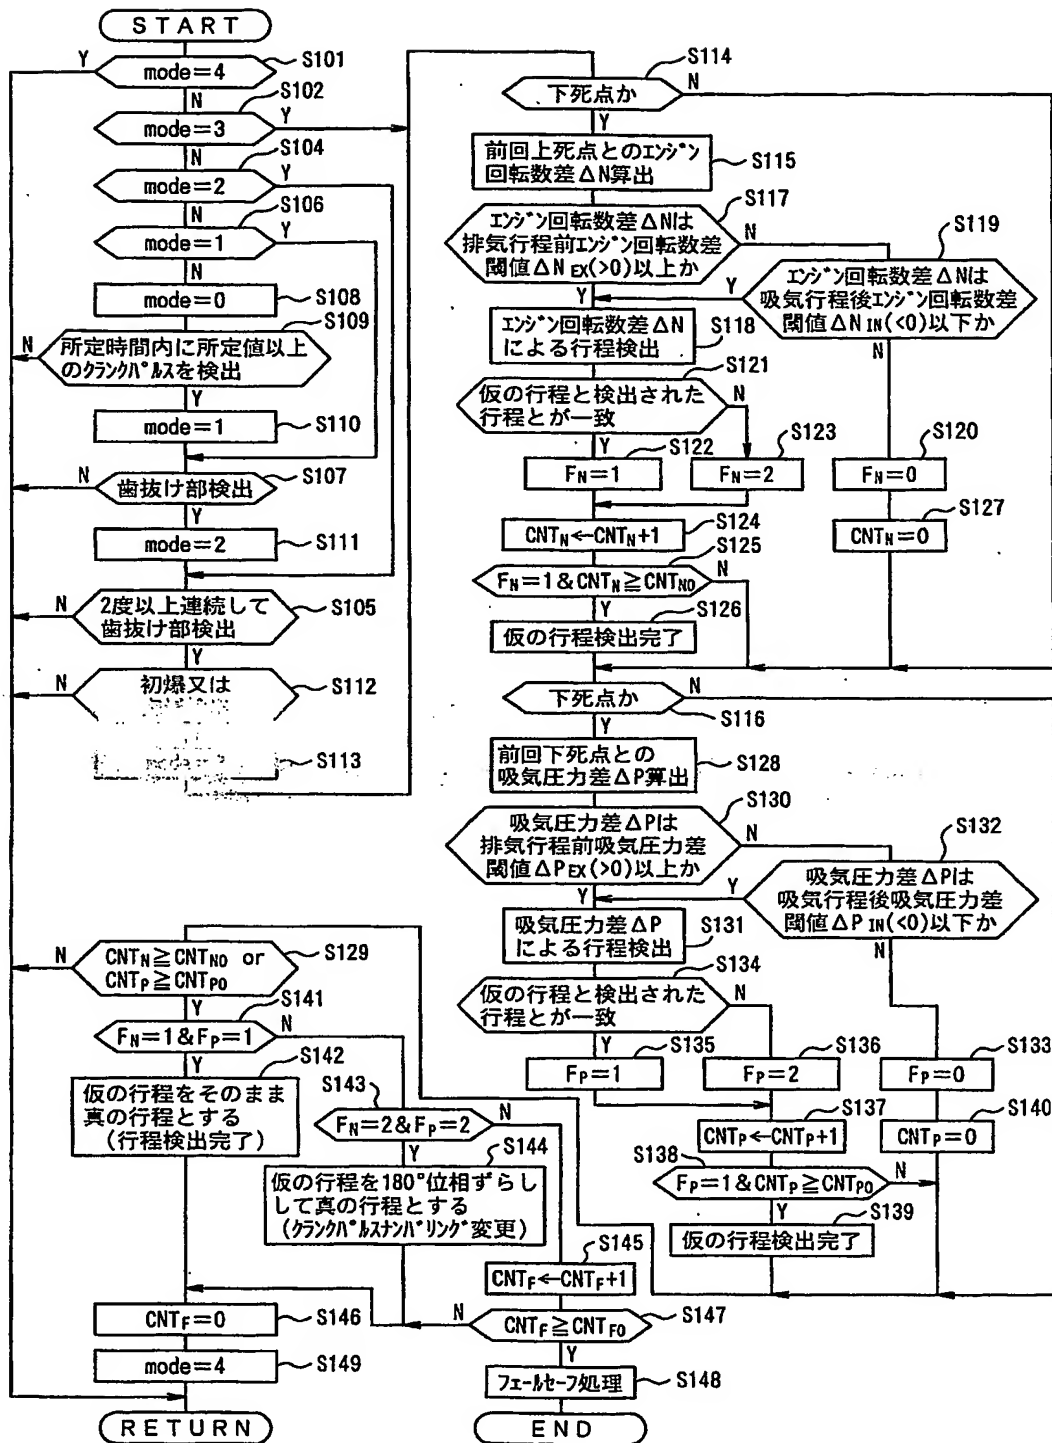 START
S101
Y
mode=4
N
S102
Y
mode=3
N
S104
Y
mode=2
N
S106
Y
mode=1
N
mode=0
S108
S109
N
所定時間内に所定値以上
のクランクパルスを検出
Y
mode=1
S110
N
歯抜け部検出
S107
Y
mode=2
S111
N
2度以上連続して
歯抜け部検出
S105
Y
N
初爆又は
S112
mode=
S113
S114
下死点か
N
Y
前回上死点とのエンジン
回転数差ΔN算出
S115
S117
エンジン回転数差ΔNは
排気行程前エンジン回転数差
閾値ΔNEX(>0)以上か
N
Y
S119
エンジン回転数差ΔNは
吸気行程後エンジン回転数差
閾値ΔNIN(<0)以下か
Y
N
エンジン回転数差ΔN
による行程検出
S118
S121
仮の行程と検出された
行程とが一致
N
Y
S122
FN=1
S123
FN=2
S120
FN=0
S124
CNTN←CNTN+1
S127
CNTN=0
S125
FN=1&CNTN≧CNTNO
N
Y
S126
仮の行程検出完了
下死点か
N
S116
Y
前回下死点との
吸気圧力差ΔP算出
S128
S130
吸気圧力差ΔPは
排気行程前吸気圧力差
閾値ΔPEX(>0)以上か
N
Y
S132
吸気圧力差ΔPは
吸気行程後吸気圧力差
閾値ΔPIN(<0)以下か
Y
N
吸気圧力差ΔP
による行程検出
S131
S134
仮の行程と検出された
行程とが一致
N
Y
S135
FP=1
S136
FP=2
S133
FP=0
S137
CNTP←CNTP+1
S140
CNTP=0
S138
FP=1&CNTP≧CNTPO
N
Y
S139
仮の行程検出完了
N
CNTN≧CNTNO or
CNTP≧CNTPO
S129
Y
S141
FN=1&FP=1
N
Y
S142
仮の行程をそのまま
真の行程とする
(行程検出完了)
S143
FN=2&FP=2
N
Y
S144
仮の行程を180°位相ずらし
して真の行程とする
(クランクパルスナンバリング変更)
S145
CNTF←CNTF+1
CNTF=0
S146
N
CNTF≧CNTFO
S147
Y
mode=4
S149
フェールセーフ処理
S148
RETURN
END